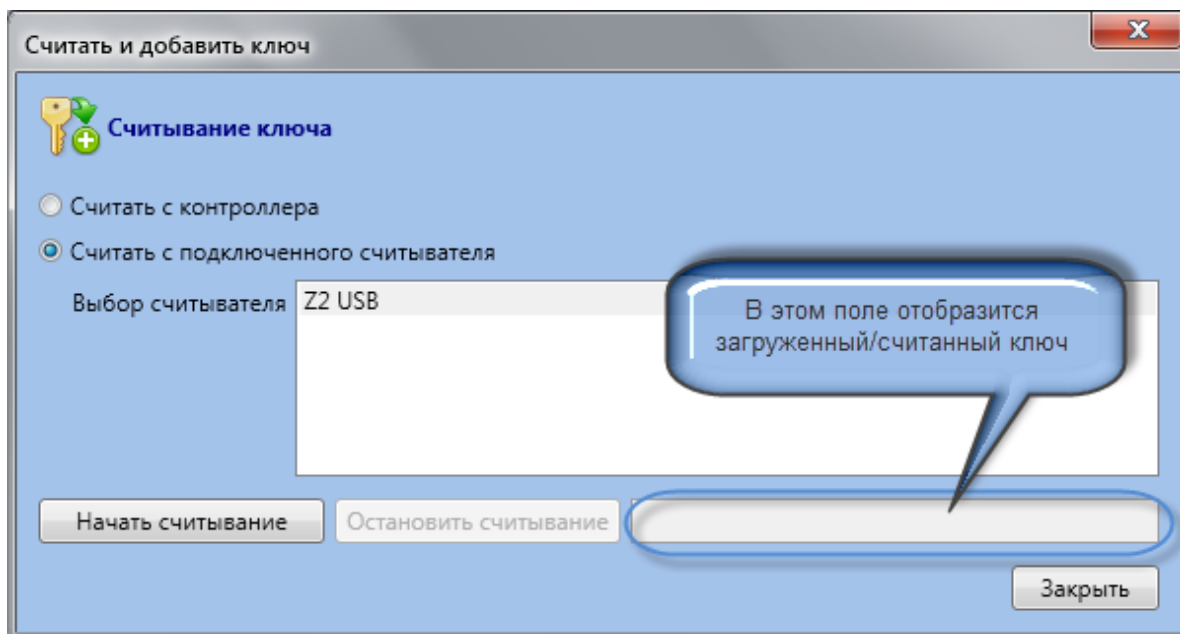 Считать и добавить ключ
Считывание ключа
Считать с контроллера
Считать с подключенного считывателя
Выбор считывателя
Z2 USB
В этом поле отобразится
загруженный/считанный ключ
Начать считывание
Остановить считывание
Закрыть